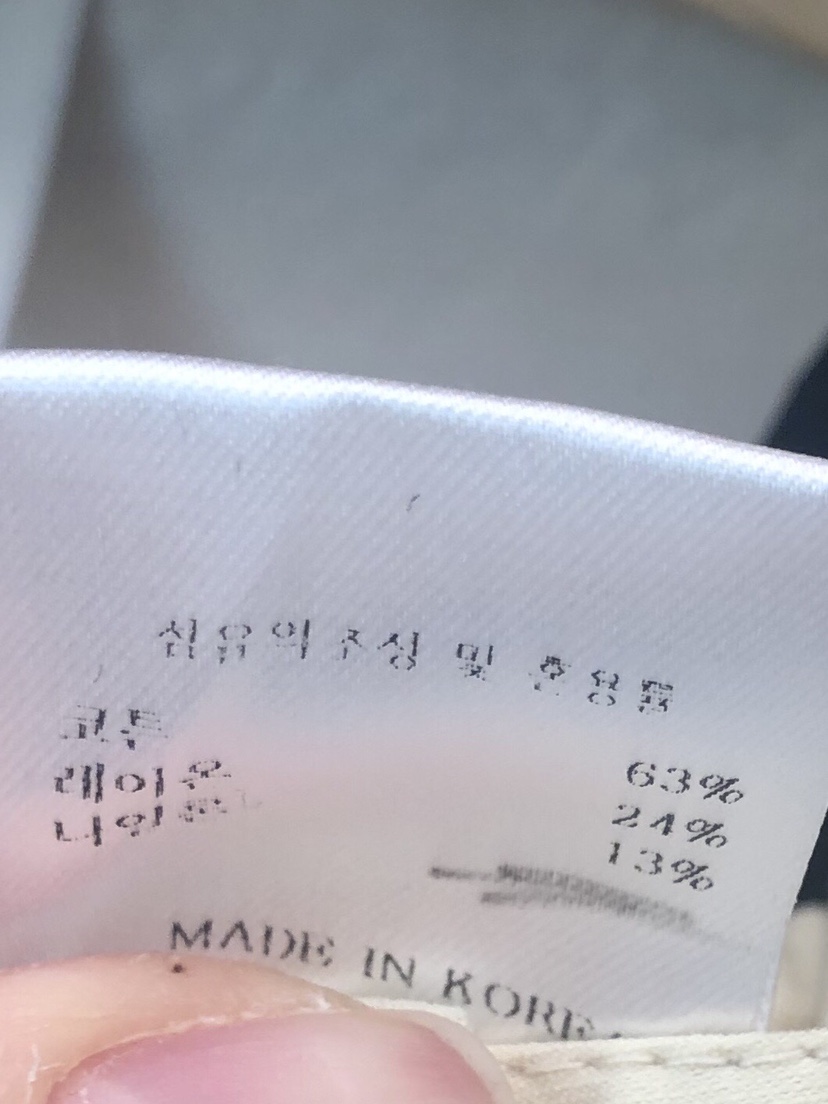 섬유의 조성 및 혼용률
코튼 63%
레이온 24%
나일론 13%
MADE IN KOREA